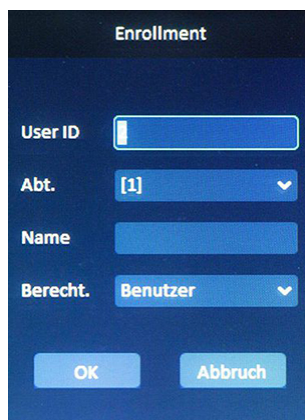 Enrollment
User ID
Abt. [1]
Name
Berecht. Benutzer
OK Abbruch